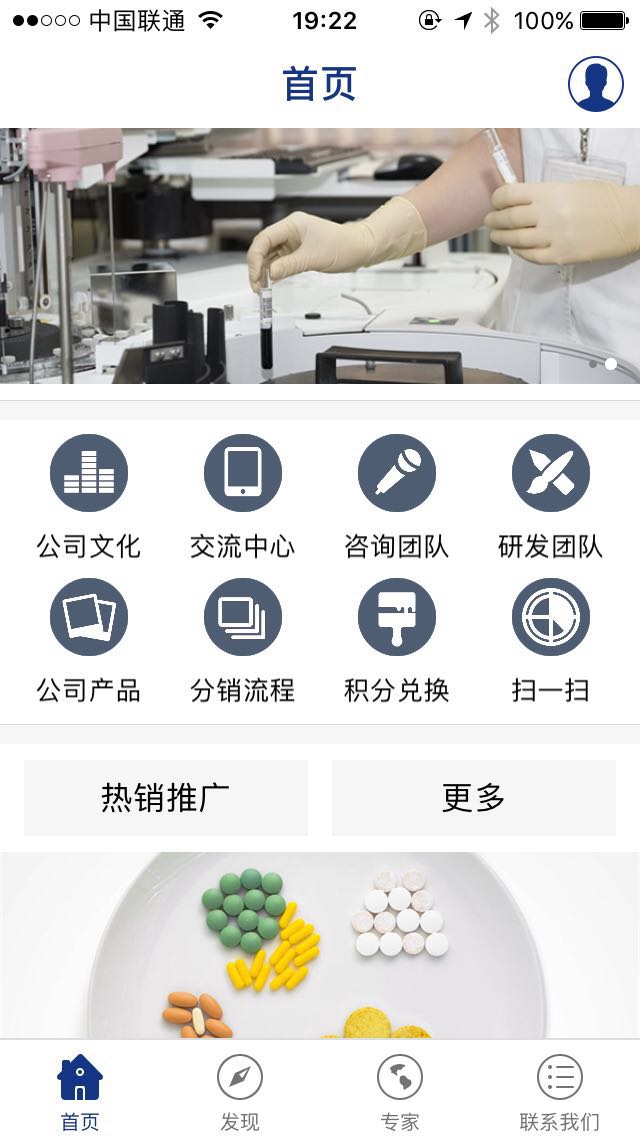 中国联通 19:22 100%
首页
公司文化 交流中心 咨询团队 研发团队
公司产品 分销流程 积分兑换 扫一扫
热销推广 更多
首页 发现 专家 联系我们